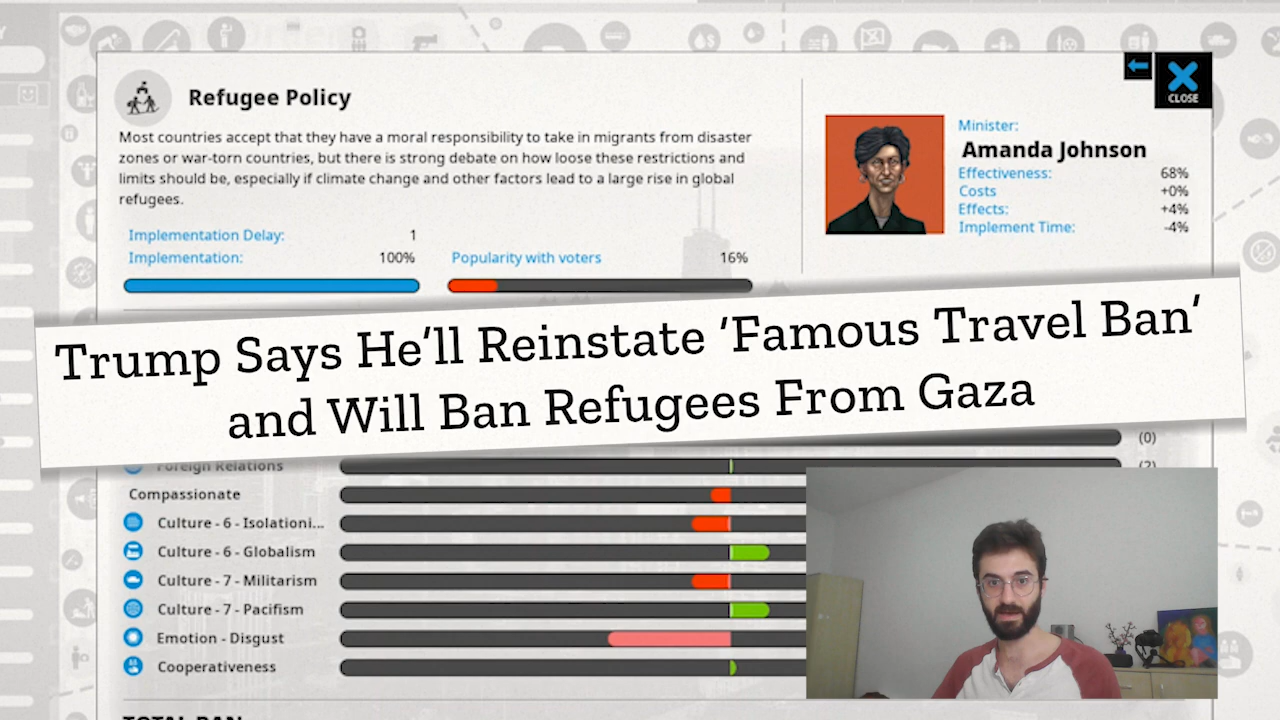 CLOSE
Refugee Policy
Most countries accept that they have a moral responsibility to take in migrants from disaster
zones or war-torn countries, but there is strong debate on how loose these restrictions and
limits should be, especially if climate change and other factors lead to a large rise in global
refugees.
Implementation Delay: 1
Implementation: 100%
Popularity with voters 16%
Minister:
Amanda Johnson
Effectiveness: 68%
Costs +0%
Effects: +4%
Implement Time: -4%
Trump Says He’ll Reinstate ‘Famous Travel Ban’
and Will Ban Refugees From Gaza
(0)
Foreign Relations (2)
Compassionate
Culture - 6 - Isolationi...
Culture - 6 - Globalism
Culture - 7 - Militarism
Culture - 7 - Pacifism
Emotion - Disgust
Cooperativeness
TOTAL BAN